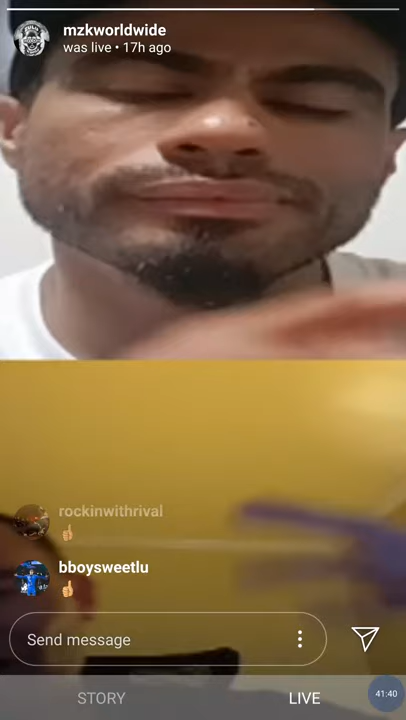 mzkworldwide
was live • 17h ago
rockinwithrival
👍🏼
bboysweetlu
👍🏼
Send message
STORY
LIVE
41:40